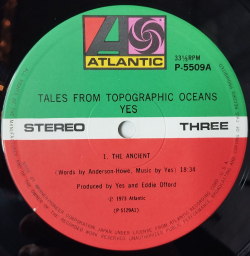 ATLANTIC
33⅓RPM
P-5509A
TALES FROM TOPOGRAPHIC OCEANS
YES
STEREO
THREE
1. THE ANCIENT
(Words by Anderson-Howe, Music by Yes) 18:34
Produced by Yes and Eddie Offord
Ⓟ 1973 Atlantic
(P-5129A1)